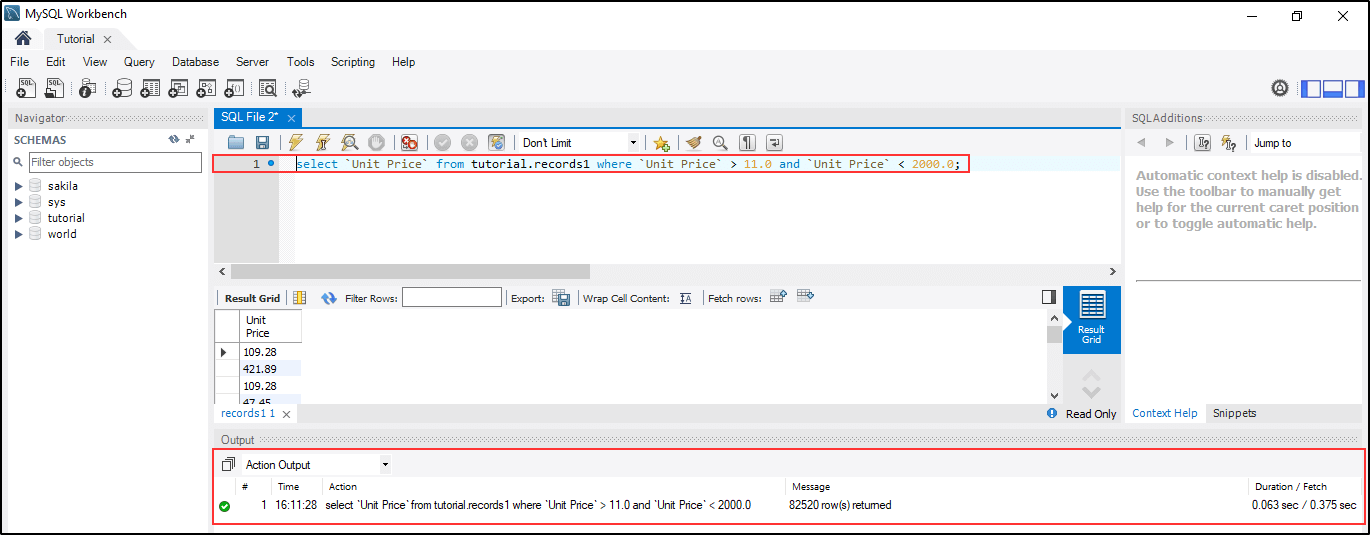 MySQL Workbench
Tutorial
File Edit View Query Database Server Tools Scripting Help
Navigator
SCHEMAS
Filter objects
sakila
sys
tutorial
world
SQL File 2*
Don't Limit
1 select `Unit Price` from tutorial.records1 where `Unit Price` > 11.0 and `Unit Price` < 2000.0;
Result Grid Filter Rows: Export: Wrap Cell Content: Fetch rows:
Unit
Price
109.28
421.89
109.28
47.45
Result
Grid
records1 1
Read Only
SQLAdditions
Jump to
Automatic context help is disabled.
Use the toolbar to manually get
help for the current caret position
or to toggle automatic help.
Context Help Snippets
Output
Action Output
# Time Action Message Duration / Fetch
1 16:11:28 select `Unit Price` from tutorial.records1 where `Unit Price` > 11.0 and `Unit Price` < 2000.0 82520 row(s) returned 0.063 sec / 0.375 sec